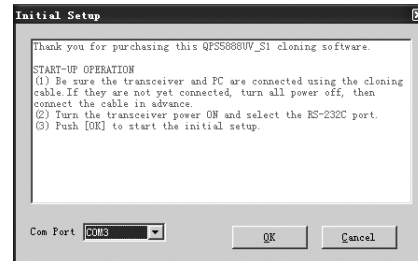 Initial Setup
Thank you for purchasing this QPS5888UV_S1 cloning software.
START-UP OPERATION
(1) Be sure the transceiver and PC are connected using the cloning
cable.If they are not yet connected, turn all power off, then
connect the cable in advance.
(2) Turn the transceiver power ON and select the RS-232C port.
(3) Push [OK] to start the initial setup.
Com Port COM3 OK Cancel